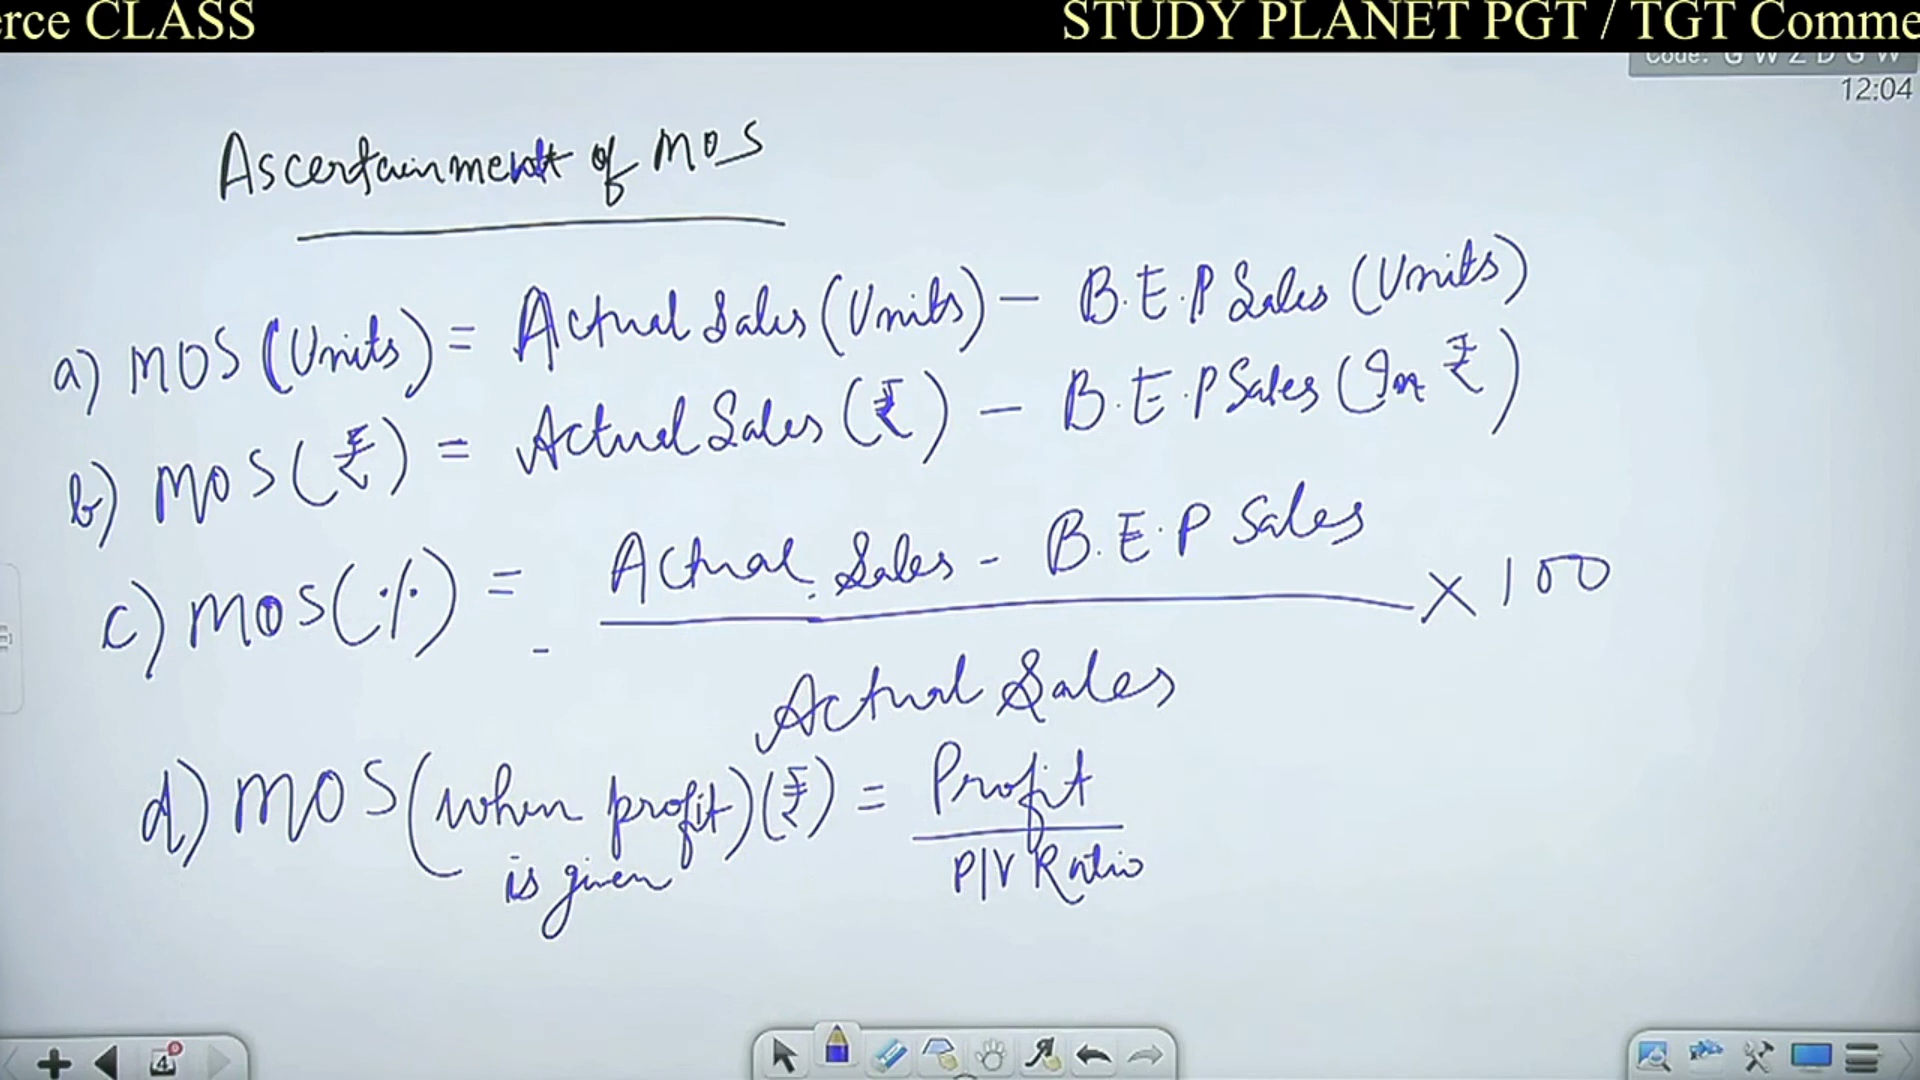 erce CLASS STUDY PLANET PGT / TGT Comme
Code: G W Z D G W
12:04
Ascertainment of MOS
a) MOS (Units) = Actual Sales (Units) - B.E.P Sales (Units)
b) MOS (₹) = Actual Sales (₹) - B.E.P Sales (In ₹)
c) MOS (%) = Actual Sales - B.E.P Sales × 100
Actual Sales
d) MOS (when profit) (₹) = Profit
is given P/V Ratio
4